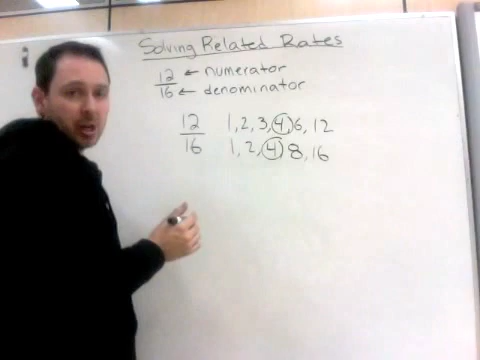 Solving Related Rates
12 ← numerator
16 ← denominator
12 1, 2, 3, 4, 6, 12
16 1, 2, 4, 8, 16